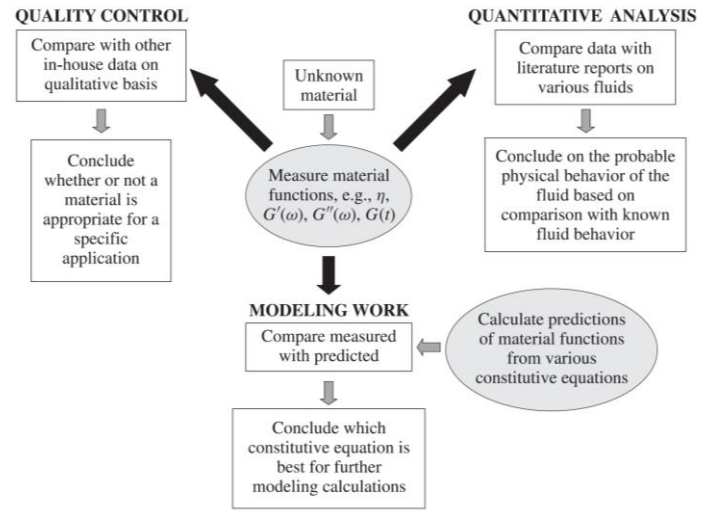 QUALITY CONTROL
Compare with other
in-house data on
qualitative basis
Conclude
whether or not a
material is
appropriate for a
specific
application
Unknown
material
Measure material
functions, e.g., η,
G′(ω), G″(ω), G(t)
QUANTITATIVE ANALYSIS
Compare data with
literature reports on
various fluids
Conclude on the probable
physical behavior of the
fluid based on
comparison with known
fluid behavior
MODELING WORK
Compare measured
with predicted
Calculate predictions
of material functions
from various
constitutive equations
Conclude which
constitutive equation is
best for further
modeling calculations